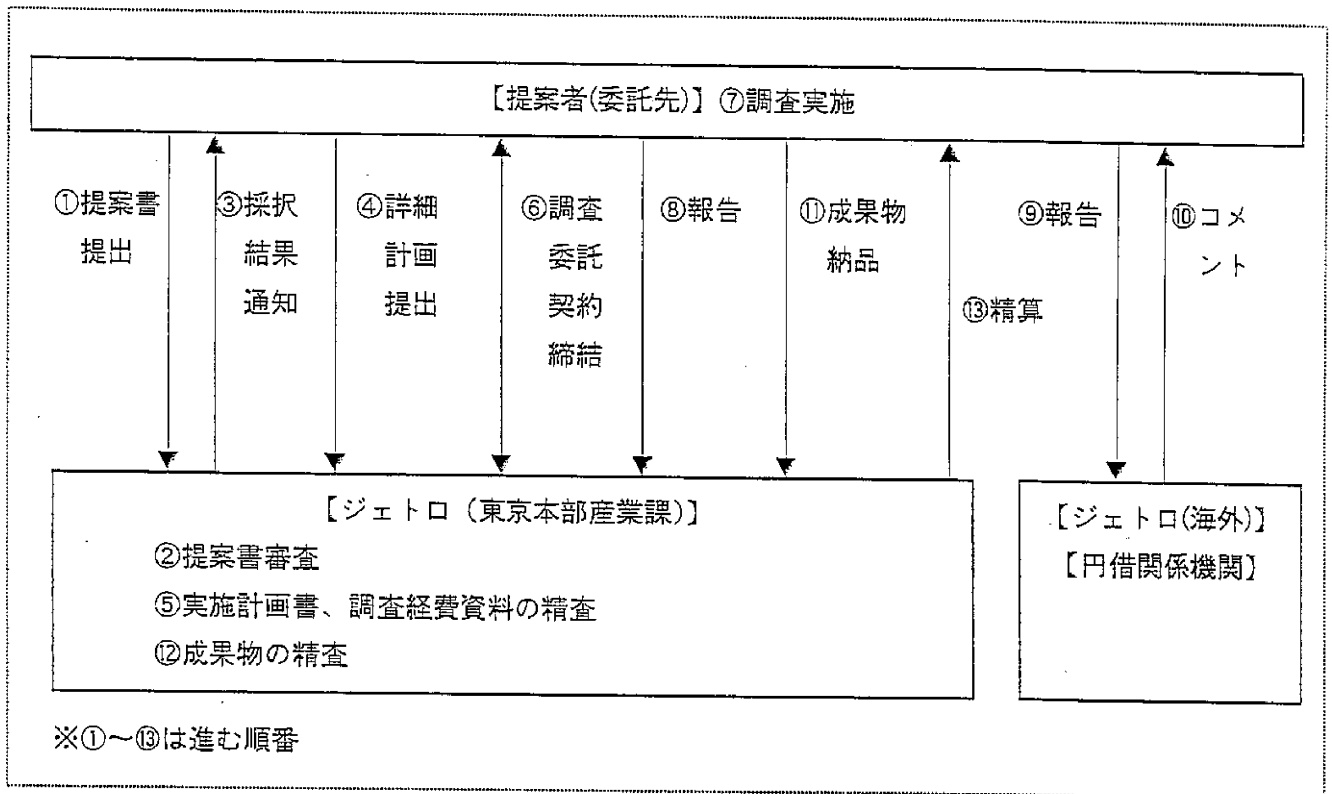 【提案者(委託先)】⑦調査実施
①提案書
提出
③採択
結果
通知
④詳細
計画
提出
⑥調査
委託
契約
締結
⑧報告
⑪成果物
納品
⑬精算
⑨報告
⑩コメ
ント
【ジェトロ（東京本部産業課）】
②提案書審査
⑤実施計画書、調査経費資料の精査
⑫成果物の精査
【ジェトロ(海外)】
【円借関係機関】
※①～⑬は進む順番